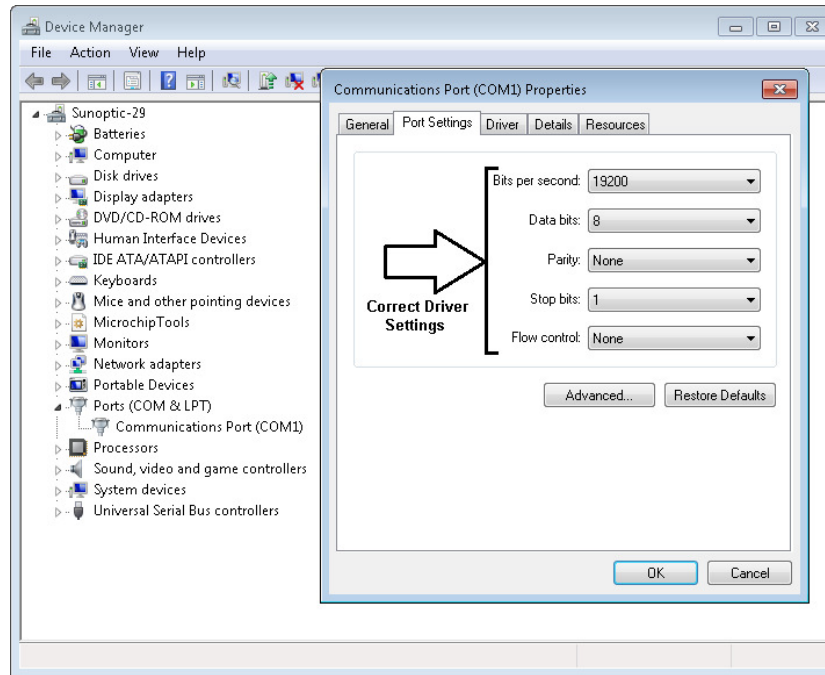 Device Manager
File Action View Help
Sunoptic-29
Batteries
Computer
Disk drives
Display adapters
DVD/CD-ROM drives
Human Interface Devices
IDE ATA/ATAPI controllers
Keyboards
Mice and other pointing devices
MicrochipTools
Monitors
Network adapters
Portable Devices
Ports (COM & LPT)
Communications Port (COM1)
Processors
Sound, video and game controllers
System devices
Universal Serial Bus controllers
Communications Port (COM1) Properties
General Port Settings Driver Details Resources
Bits per second: 19200
Data bits: 8
Parity: None
Stop bits: 1
Flow control: None
Correct Driver
Settings
Advanced... Restore Defaults
OK Cancel